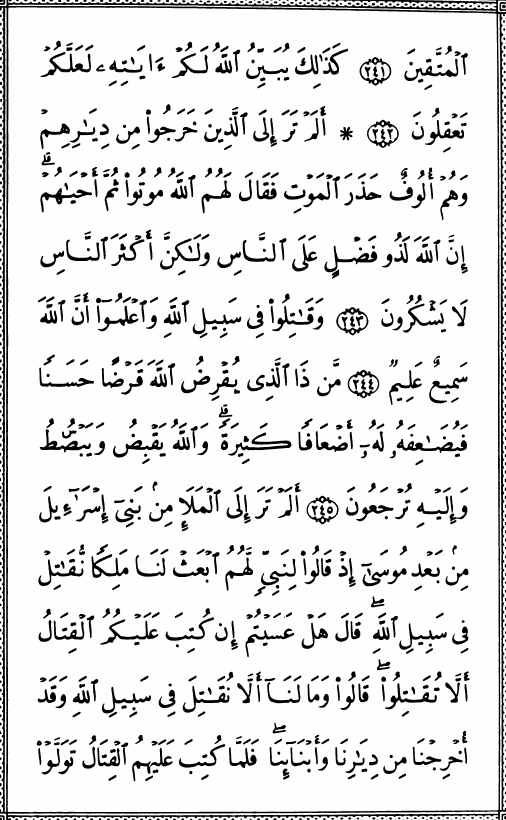 ٱلۡمُتَّقِينَ ﴿٢٤١﴾ كَذَٰلِكَ يُبَيِّنُ ٱللَّهُ لَكُمۡ ءَايَٰتِهِۦ لَعَلَّكُمۡ
تَعۡقِلُونَ ﴿٢٤٢﴾ * أَلَمۡ تَرَ إِلَى ٱلَّذِينَ خَرَجُواْ مِن دِيَٰرِهِمۡ
وَهُمۡ أُلُوفٌ حَذَرَ ٱلۡمَوۡتِ فَقَالَ لَهُمُ ٱللَّهُ مُوتُواْ ثُمَّ أَحۡيَٰهُمۡۚ
إِنَّ ٱللَّهَ لَذُو فَضۡلٍ عَلَى ٱلنَّاسِ وَلَٰكِنَّ أَكۡثَرَ ٱلنَّاسِ
لَا يَشۡكُرُونَ ﴿٢٤٣﴾ وَقَٰتِلُواْ فِي سَبِيلِ ٱللَّهِ وَٱعۡلَمُوٓاْ أَنَّ ٱللَّهَ
سَمِيعٌ عَلِيمٞ ﴿٢٤٤﴾ مَّن ذَا ٱلَّذِي يُقۡرِضُ ٱللَّهَ قَرۡضًا حَسَنٗا
فَيُضَٰعِفَهُۥ لَهُۥٓ أَضۡعَافٗا كَثِيرَةٗۚ وَٱللَّهُ يَقۡبِضُ وَيَبۡصُۜطُ
وَإِلَيۡهِ تُرۡجَعُونَ ﴿٢٤٥﴾ أَلَمۡ تَرَ إِلَى ٱلۡمَلَإِ مِنۢ بَنِيٓ إِسۡرَٰٓءِيلَ
مِنۢ بَعۡدِ مُوسَىٰٓ إِذۡ قَالُواْ لِنَبِيّٖ لَّهُمُ ٱبۡعَثۡ لَنَا مَلِكٗا نُّقَٰتِلۡ
فِي سَبِيلِ ٱللَّهِۖ قَالَ هَلۡ عَسَيۡتُمۡ إِن كُتِبَ عَلَيۡكُمُ ٱلۡقِتَالُ
أَلَّا تُقَٰتِلُواْۖ قَالُواْ وَمَا لَنَآ أَلَّا نُقَٰتِلَ فِي سَبِيلِ ٱللَّهِ وَقَدۡ
أُخۡرِجۡنَا مِن دِيَٰرِنَا وَأَبۡنَآئِنَاۖ فَلَمَّا كُتِبَ عَلَيۡهِمُ ٱلۡقِتَالُ تَوَلَّوۡاْ